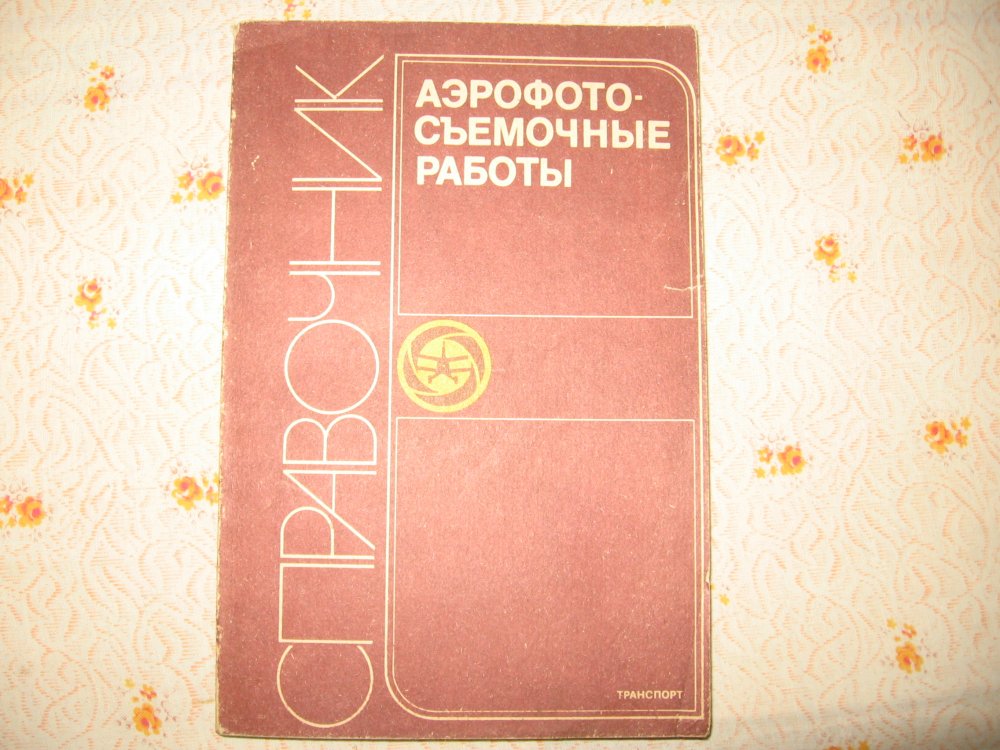 СПРАВОЧНИК
АЭРОФОТО-
СЪЕМОЧНЫЕ
РАБОТЫ
ТРАНСПОРТ